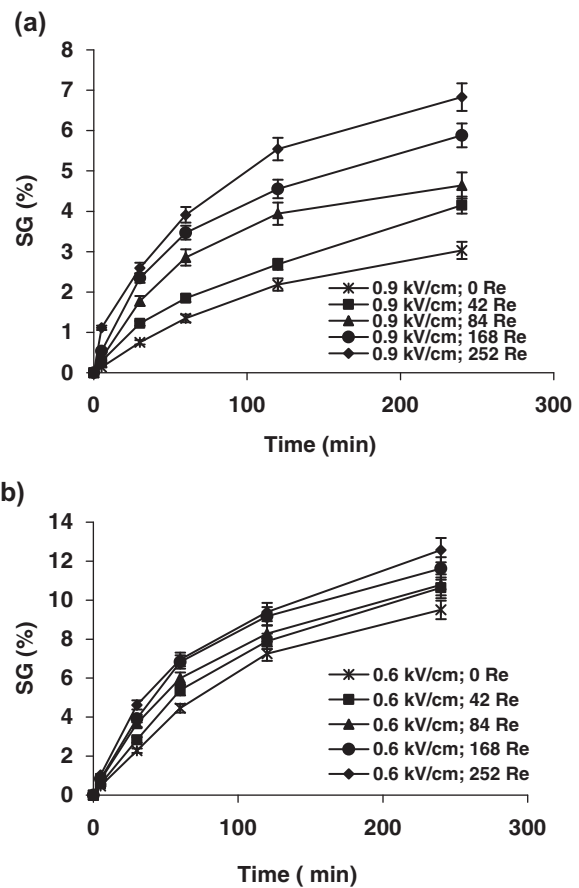 (a)
8
7
6
5
4
3
2
1
0
SG (%)
0.9 kV/cm; 0 Re
0.9 kV/cm; 42 Re
0.9 kV/cm; 84 Re
0.9 kV/cm; 168 Re
0.9 kV/cm; 252 Re
0 100 200 300
Time (min)
b)
14
12
10
8
6
4
2
0
SG (%)
0.6 kV/cm; 0 Re
0.6 kV/cm; 42 Re
0.6 kV/cm; 84 Re
0.6 kV/cm; 168 Re
0.6 kV/cm; 252 Re
0 100 200 300
Time ( min)